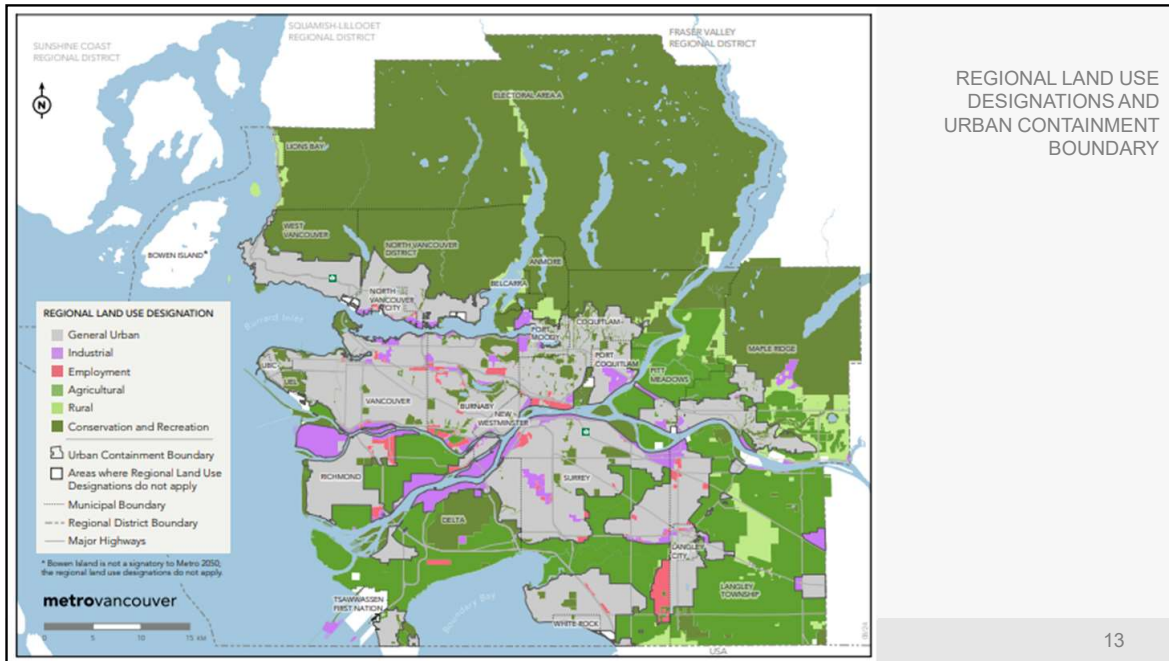 SUNSHINE COAST
REGIONAL DISTRICT
SQUAMISH-LILLOOET
REGIONAL DISTRICT
FRASER VALLEY
REGIONAL DISTRICT
N
ELECTORAL AREA A
LIONS BAY
WEST
VANCOUVER
NORTH VANCOUVER
DISTRICT
BOWEN ISLAND*
ANMORE
BELCARRA
NORTH
VANCOUVER
CITY
COQUITLAM
PORT
MOODY
PORT
COQUITLAM
MAPLE RIDGE
PITT
MEADOWS
Burrard Inlet
UBC
UEL
VANCOUVER
BURNABY
NEW
WESTMINSTER
RICHMOND
SURREY
DELTA
LANGLEY
CITY
LANGLEY
TOWNSHIP
TSAWWASSEN
FIRST NATION
Boundary Bay
WHITE ROCK
USA
REGIONAL LAND USE DESIGNATION
General Urban
Industrial
Employment
Agricultural
Rural
Conservation and Recreation
Urban Containment Boundary
Areas where Regional Land Use
Designations do not apply
Municipal Boundary
Regional District Boundary
Major Highways
* Bowen Island is not a signatory to Metro 2050;
the regional land use designations do not apply.
metrovancouver
0 5 10 15 KM
REGIONAL LAND USE
DESIGNATIONS AND
URBAN CONTAINMENT
BOUNDARY
13